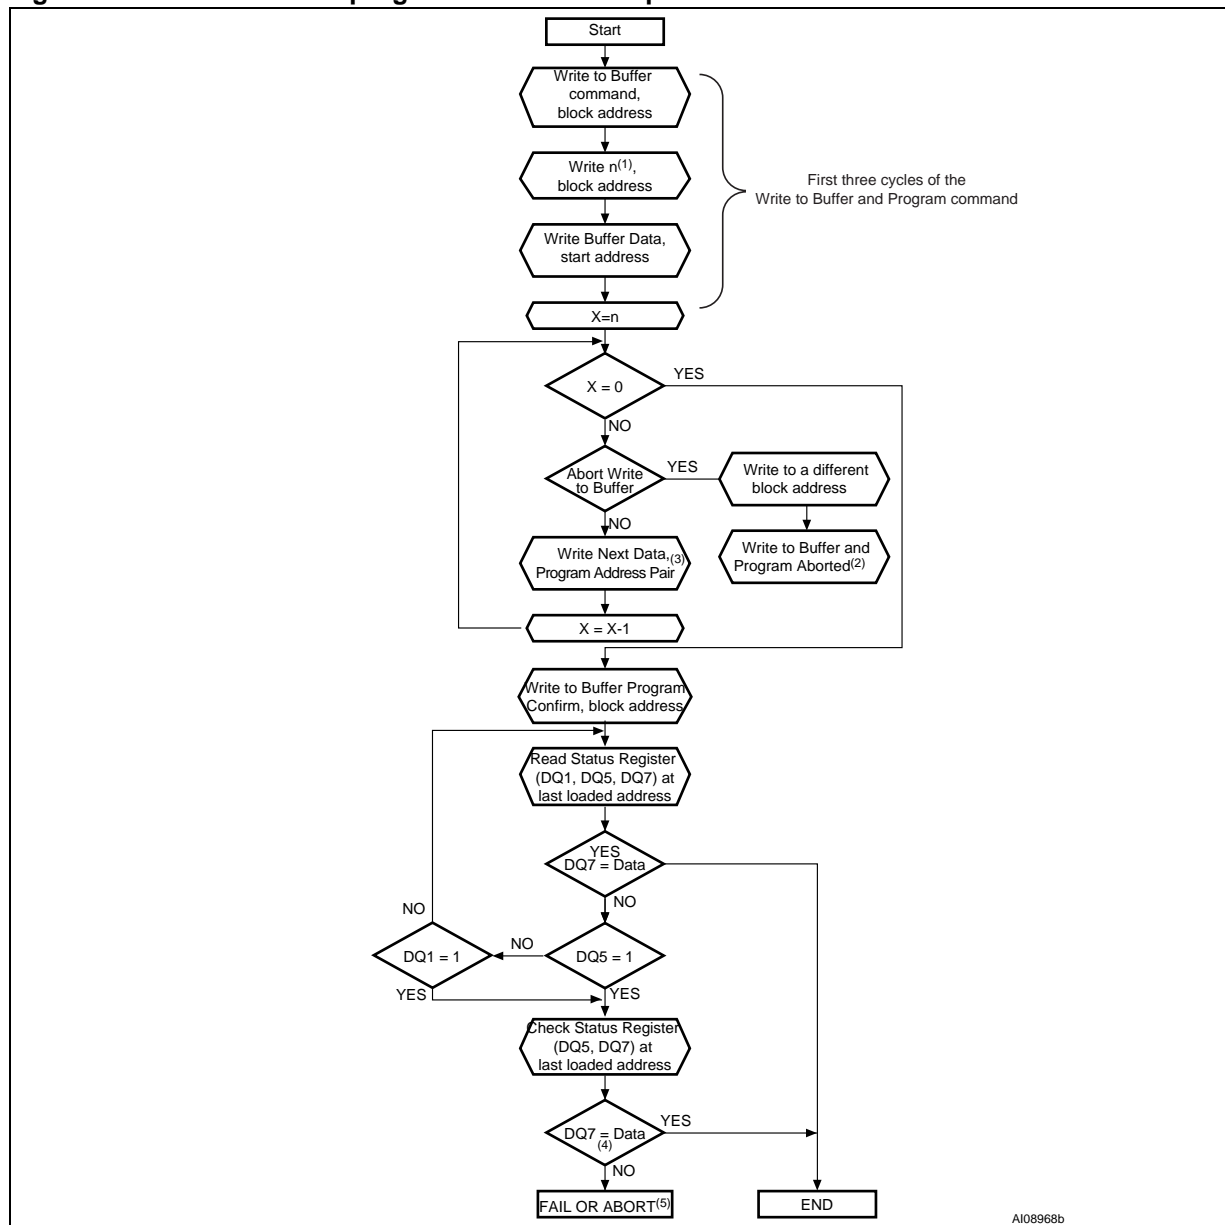 Start
Write to Buffer
command,
block address
Write n(1),
block address
First three cycles of the
Write to Buffer and Program command
Write Buffer Data,
start address
X=n
X = 0
YES
NO
Abort Write
to Buffer
YES
Write to a different
block address
NO
Write Next Data,(3)
Program Address Pair
Write to Buffer and
Program Aborted(2)
X = X-1
Write to Buffer Program
Confirm, block address
Read Status Register
(DQ1, DQ5, DQ7) at
last loaded address
YES
DQ7 = Data
NO
NO
DQ1 = 1
NO
DQ5 = 1
YES
YES
Check Status Register
(DQ5, DQ7) at
last loaded address
DQ7 = Data
(4)
YES
NO
FAIL OR ABORT(5)
END
AI08968b